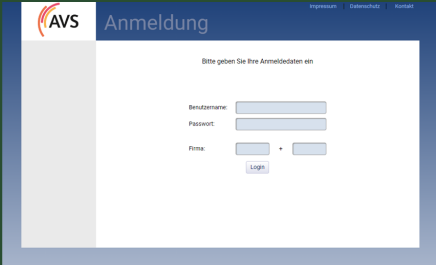 AVS
Impressum | Datenschutz | Kontakt
Anmeldung
Bitte geben Sie Ihre Anmeldedaten ein
Benutzername:
Passwort:
Firma: +
Login